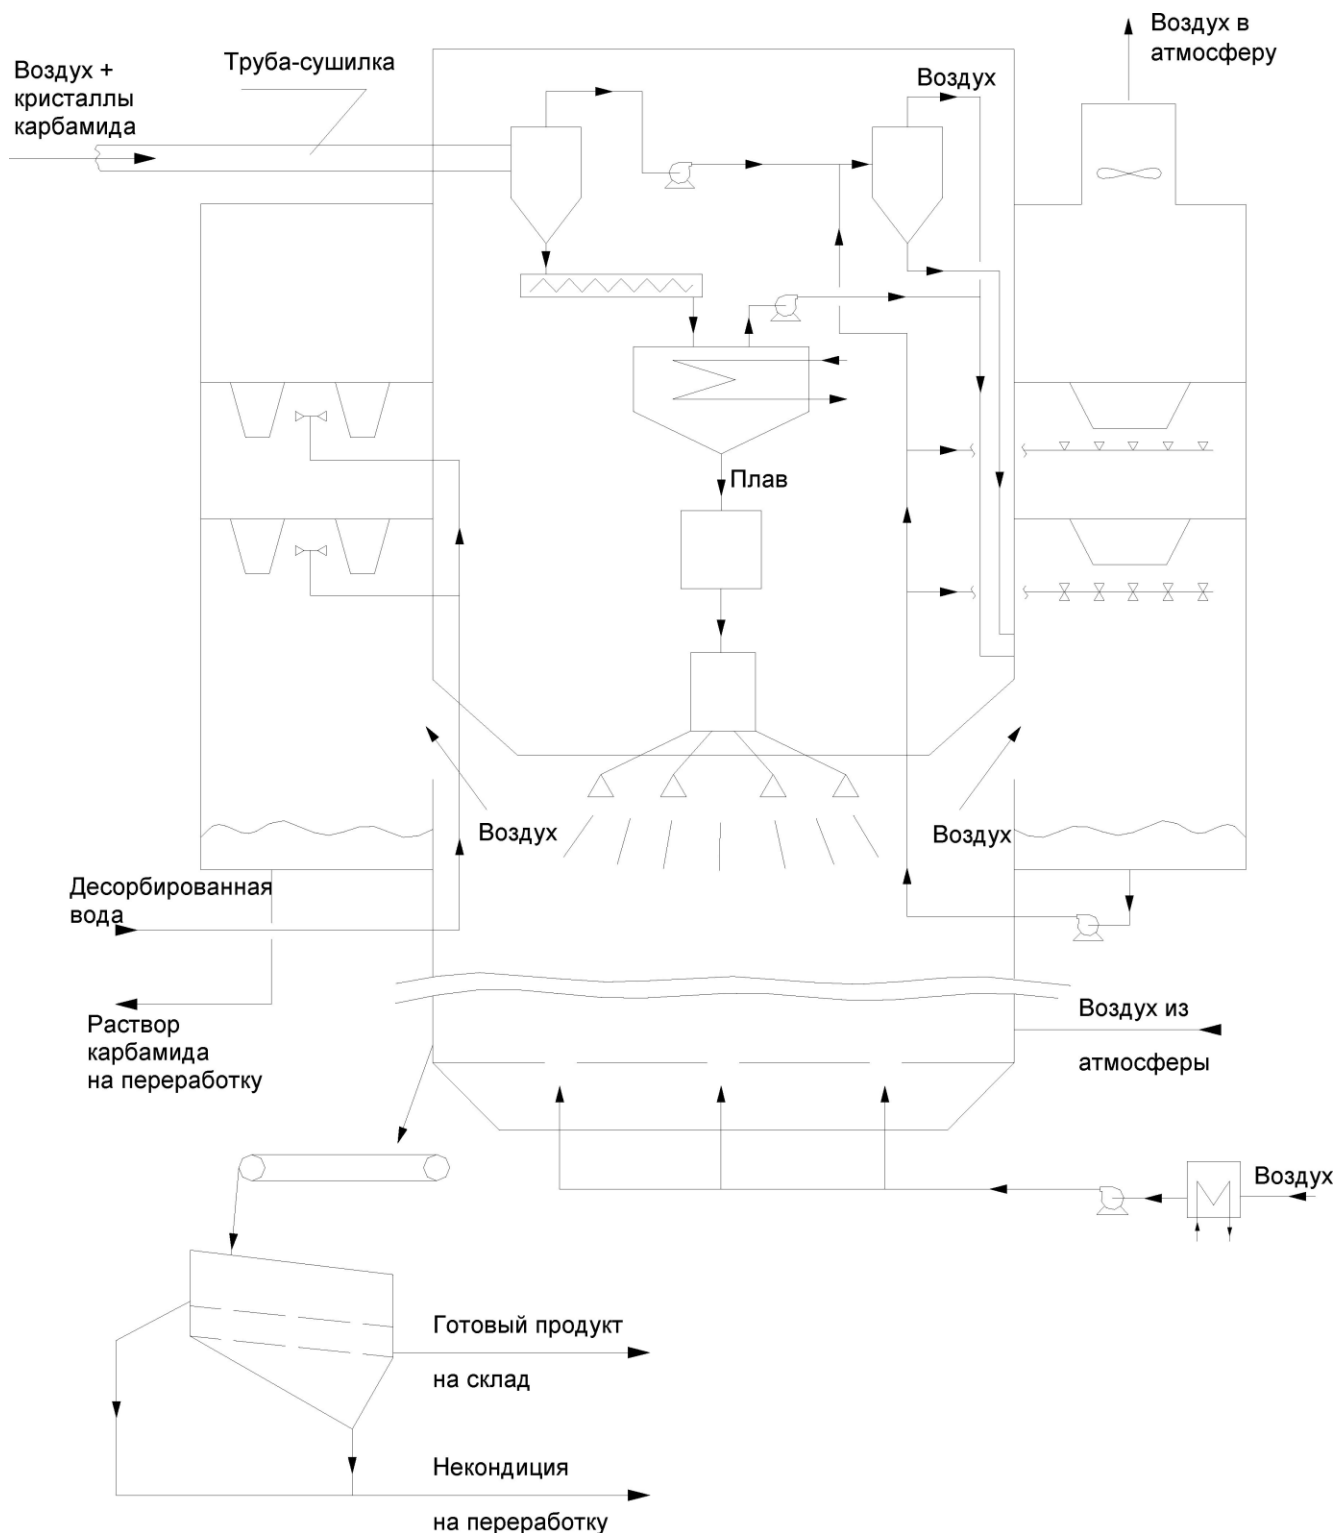 Воздух в
атмосферу
Труба-сушилка
Воздух +
кристаллы
карбамида
Воздух
Плав
Воздух
Воздух
Десорбированная
вода
Воздух из
атмосферы
Раствор
карбамида
на переработку
Воздух
Готовый продукт
на склад
Некондиция
на переработку